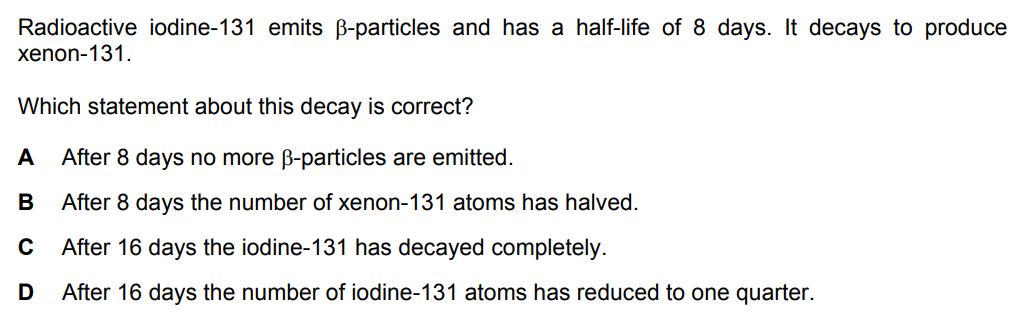 Radioactive iodine-131 emits β-particles and has a half-life of 8 days. It decays to produce
xenon-131.
Which statement about this decay is correct?
A After 8 days no more β-particles are emitted.
B After 8 days the number of xenon-131 atoms has halved.
C After 16 days the iodine-131 has decayed completely.
D After 16 days the number of iodine-131 atoms has reduced to one quarter.